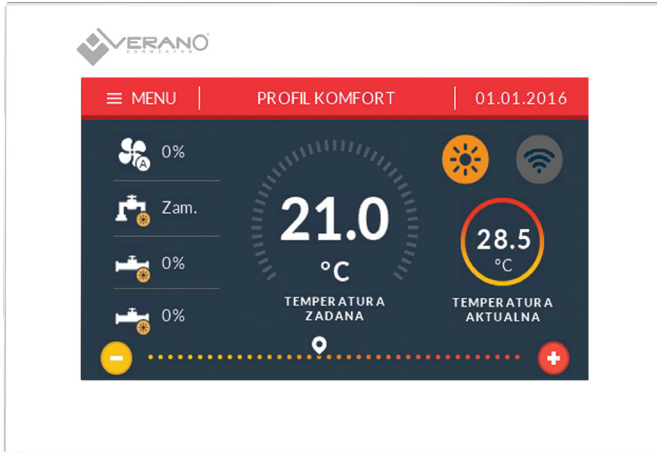 VERANO
KONWEKTOR
MENU
PROFIL KOMFORT
01.01.2016
A
0%
Zam.
0%
0%
21.0
°C
TEMPERATURA
ZADANA
28.5
°C
TEMPERATURA
AKTUALNA